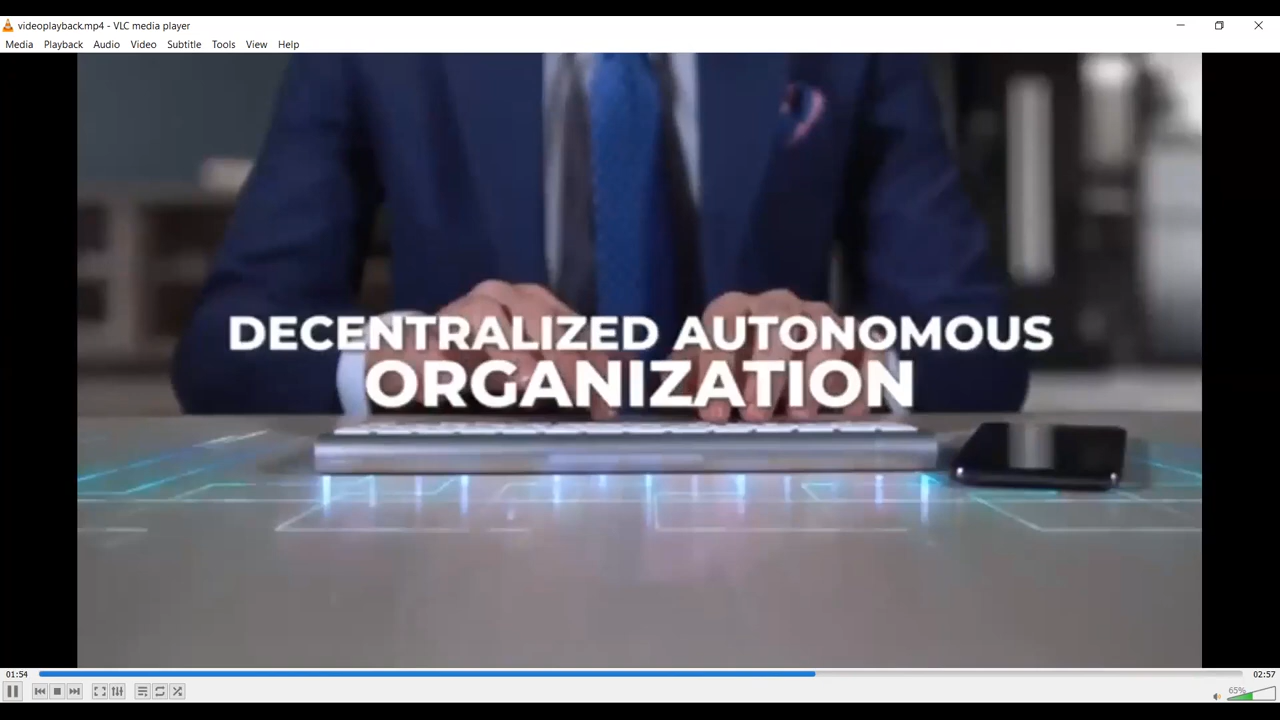 videoplayback.mp4 - VLC media player
Media Playback Audio Video Subtitle Tools View Help
DECENTRALIZED AUTONOMOUS
ORGANIZATION
01:54 02:57
65%